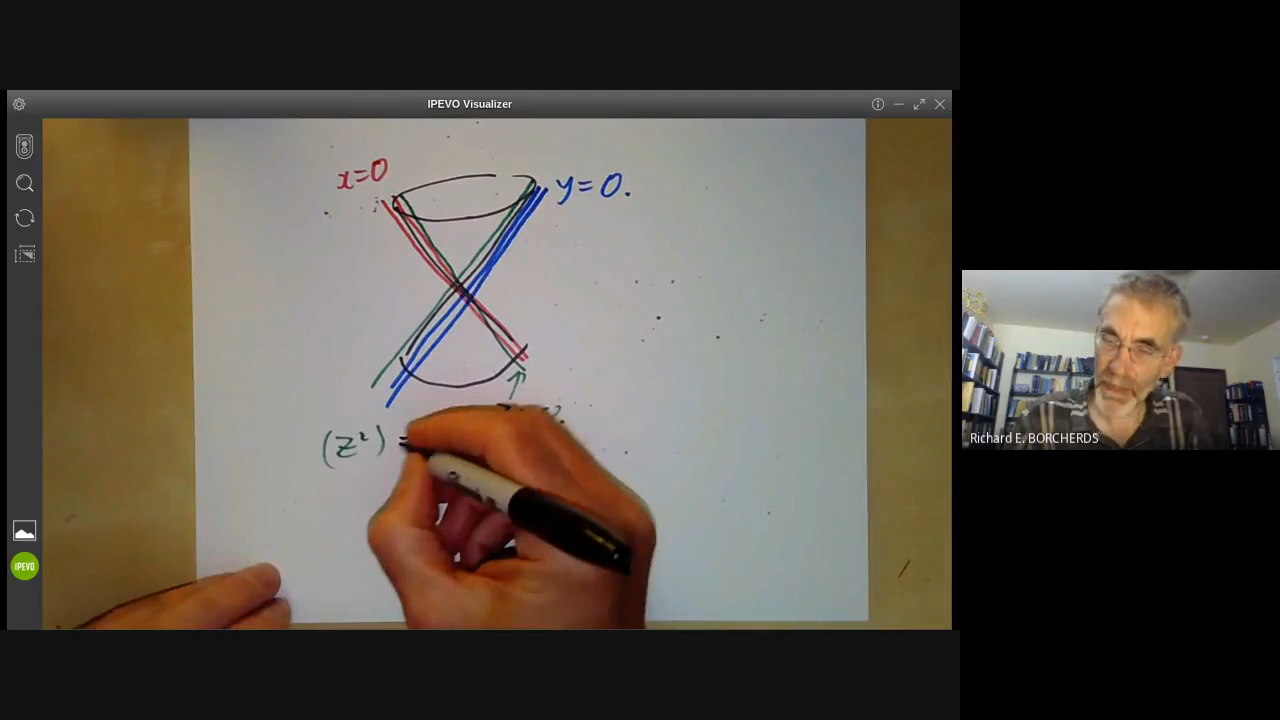 IPEVO Visualizer
x=0
y=0.
(z²) =
Richard E. BORCHERDS
IPEVO